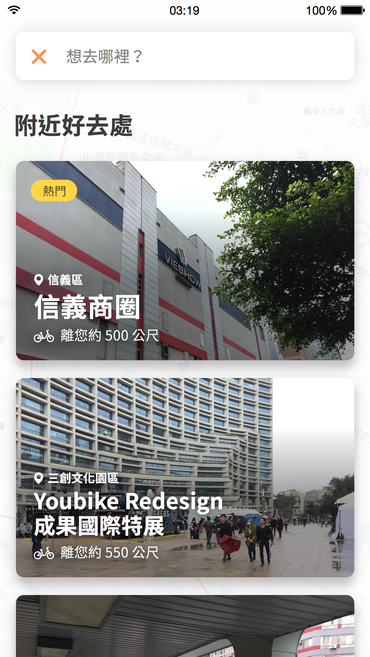 03:19
100%
想去哪裡？
附近好去處
熱門
VIESHOW
信義區
信義商圈
離您約 500 公尺
三創文化園區
Youbike Redesign
成果國際特展
離您約 550 公尺